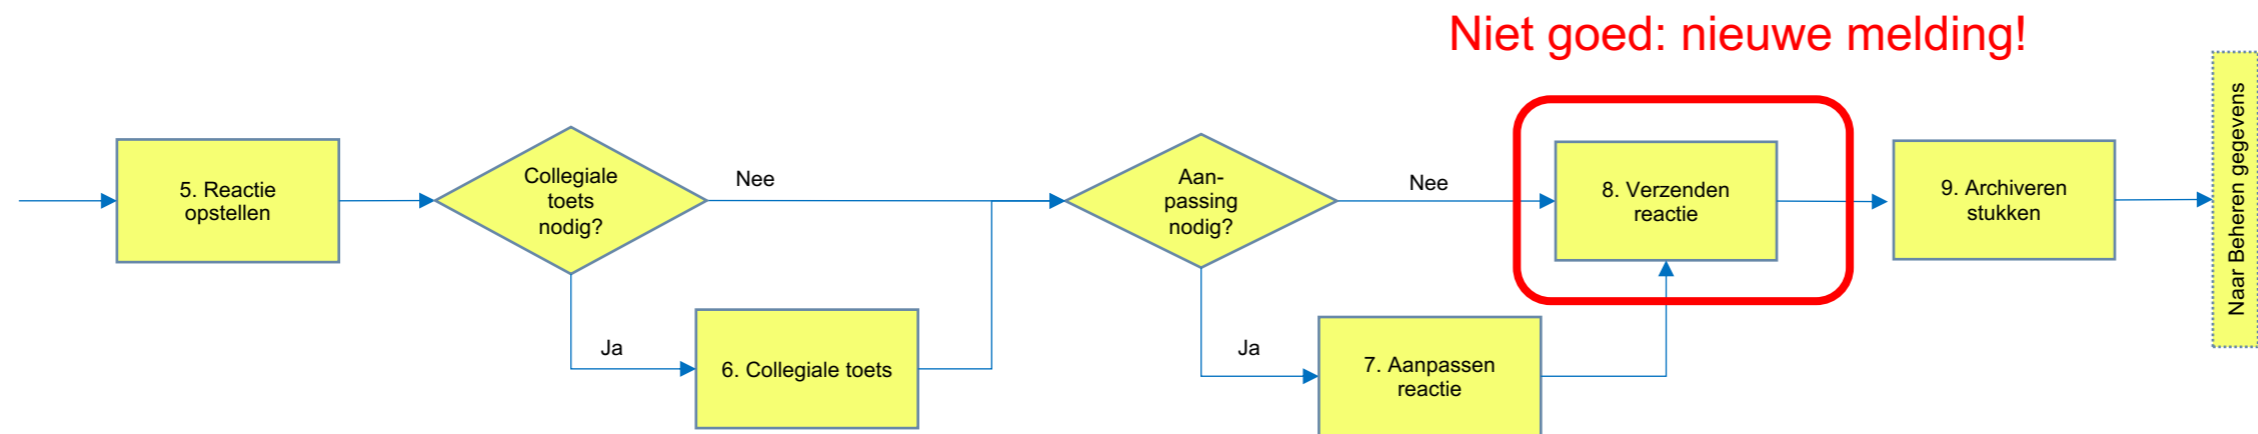 Niet goed: nieuwe melding!
5. Reactie
opstellen
Collegiale
toets
nodig?
Nee
Ja
6. Collegiale toets
Aan-
passing
nodig?
Nee
Ja
7. Aanpassen
reactie
8. Verzenden
reactie
9. Archiveren
stukken
Naar Beheren gegevens